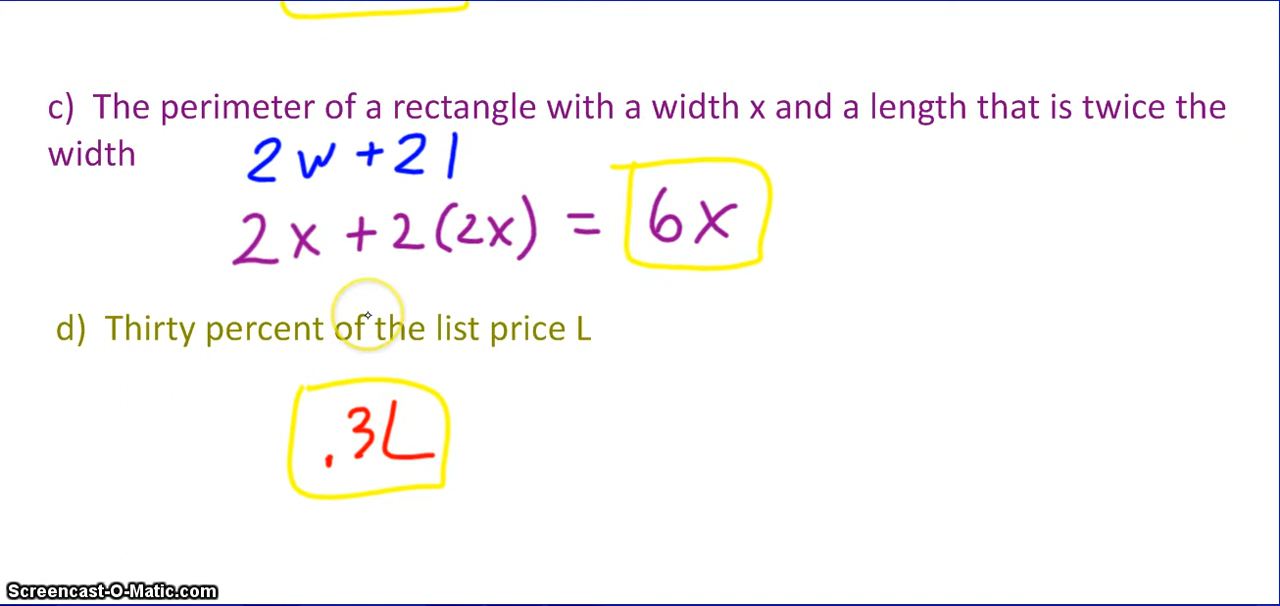 c) The perimeter of a rectangle with a width x and a length that is twice the
width
2w+2l
2x+2(2x) = 6x
d) Thirty percent of the list price L
.3L
Screencast-O-Matic.com